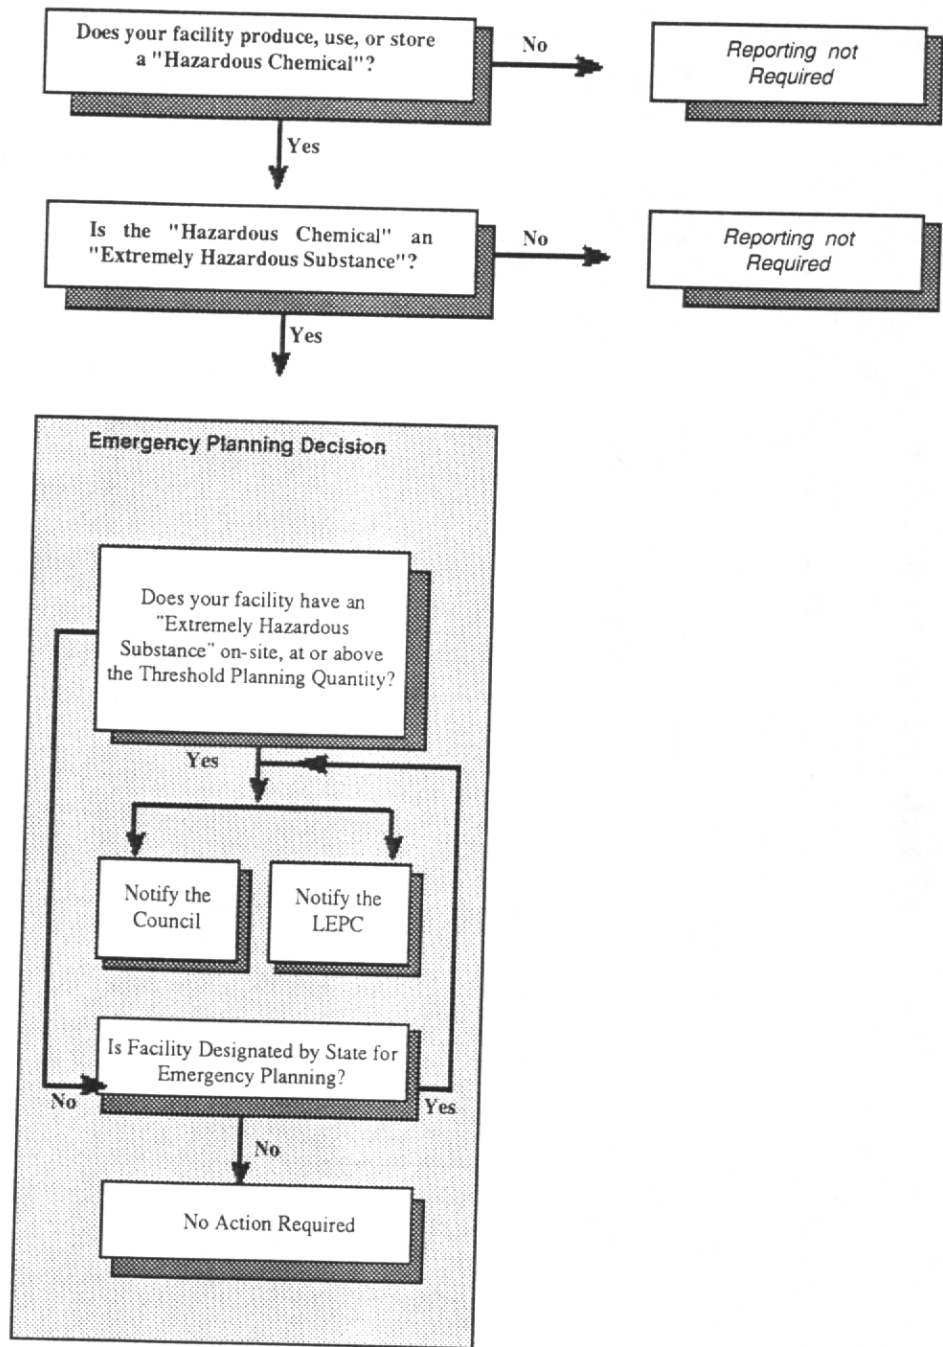 Does your facility produce, use, or store
a "Hazardous Chemical"?
No
Reporting not
Required
Yes
Is the "Hazardous Chemical" an
"Extremely Hazardous Substance"?
No
Reporting not
Required
Yes
Emergency Planning Decision
Does your facility have an
"Extremely Hazardous
Substance" on-site, at or above
the Threshold Planning Quantity?
Yes
Notify the
Council
Notify the
LEPC
Is Facility Designated by State for
Emergency Planning?
No
Yes
No
No Action Required